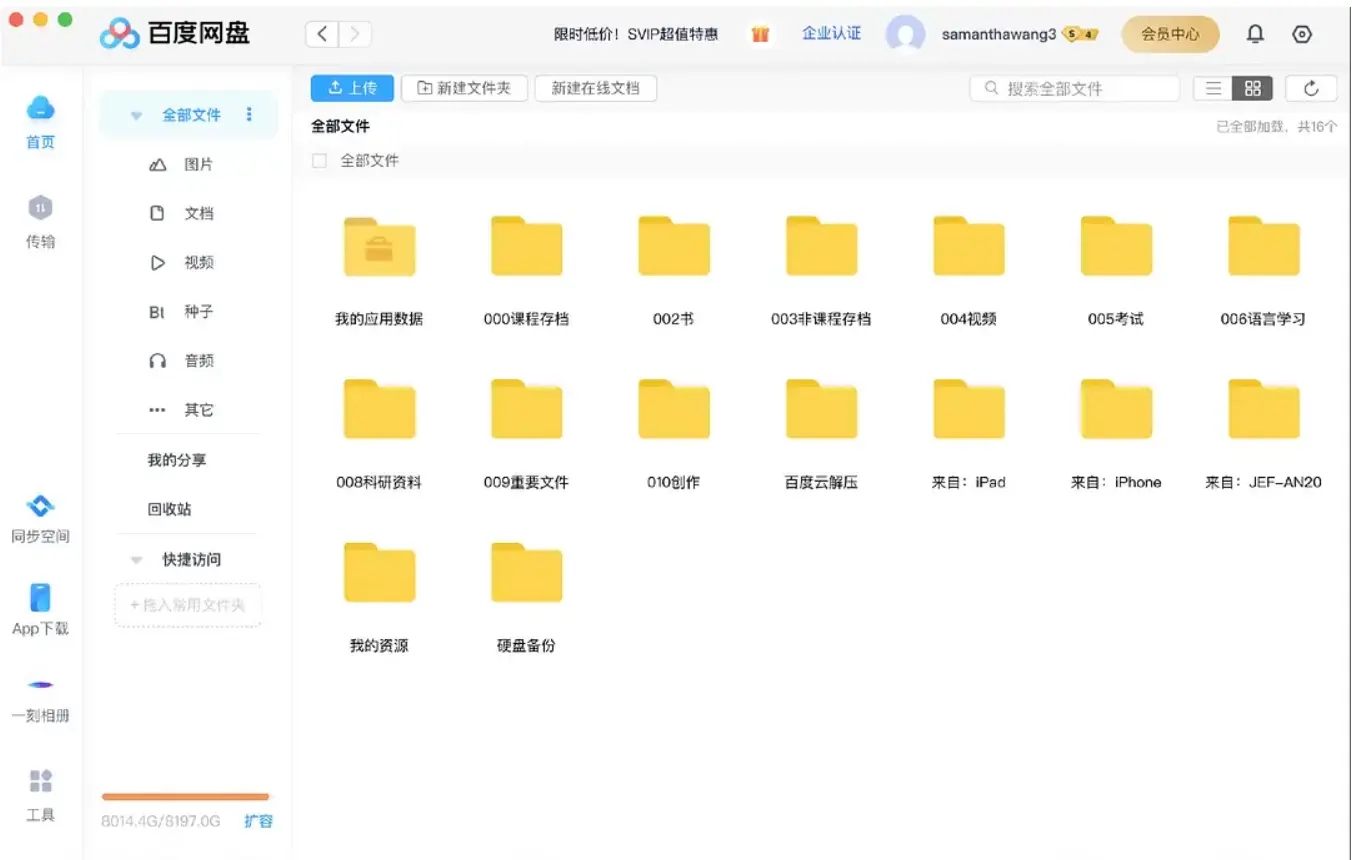 百度网盘
限时低价！SVIP超值特惠
企业认证
samanthawang3
S 4
会员中心
首页
传输
同步空间
App下载
一刻相册
工具
全部文件
图片
文档
视频
Bt 种子
音频
其它
我的分享
回收站
快捷访问
+ 拖入常用文件夹
8014.4G/8197.0G 扩容
上传
新建文件夹
新建在线文档
搜索全部文件
全部文件
已全部加载，共16个
全部文件
我的应用数据
000课程存档
002书
003非课程存档
004视频
005考试
006语言学习
008科研资料
009重要文件
010创作
百度云解压
来自：iPad
来自：iPhone
来自：JEF-AN20
我的资源
硬盘备份